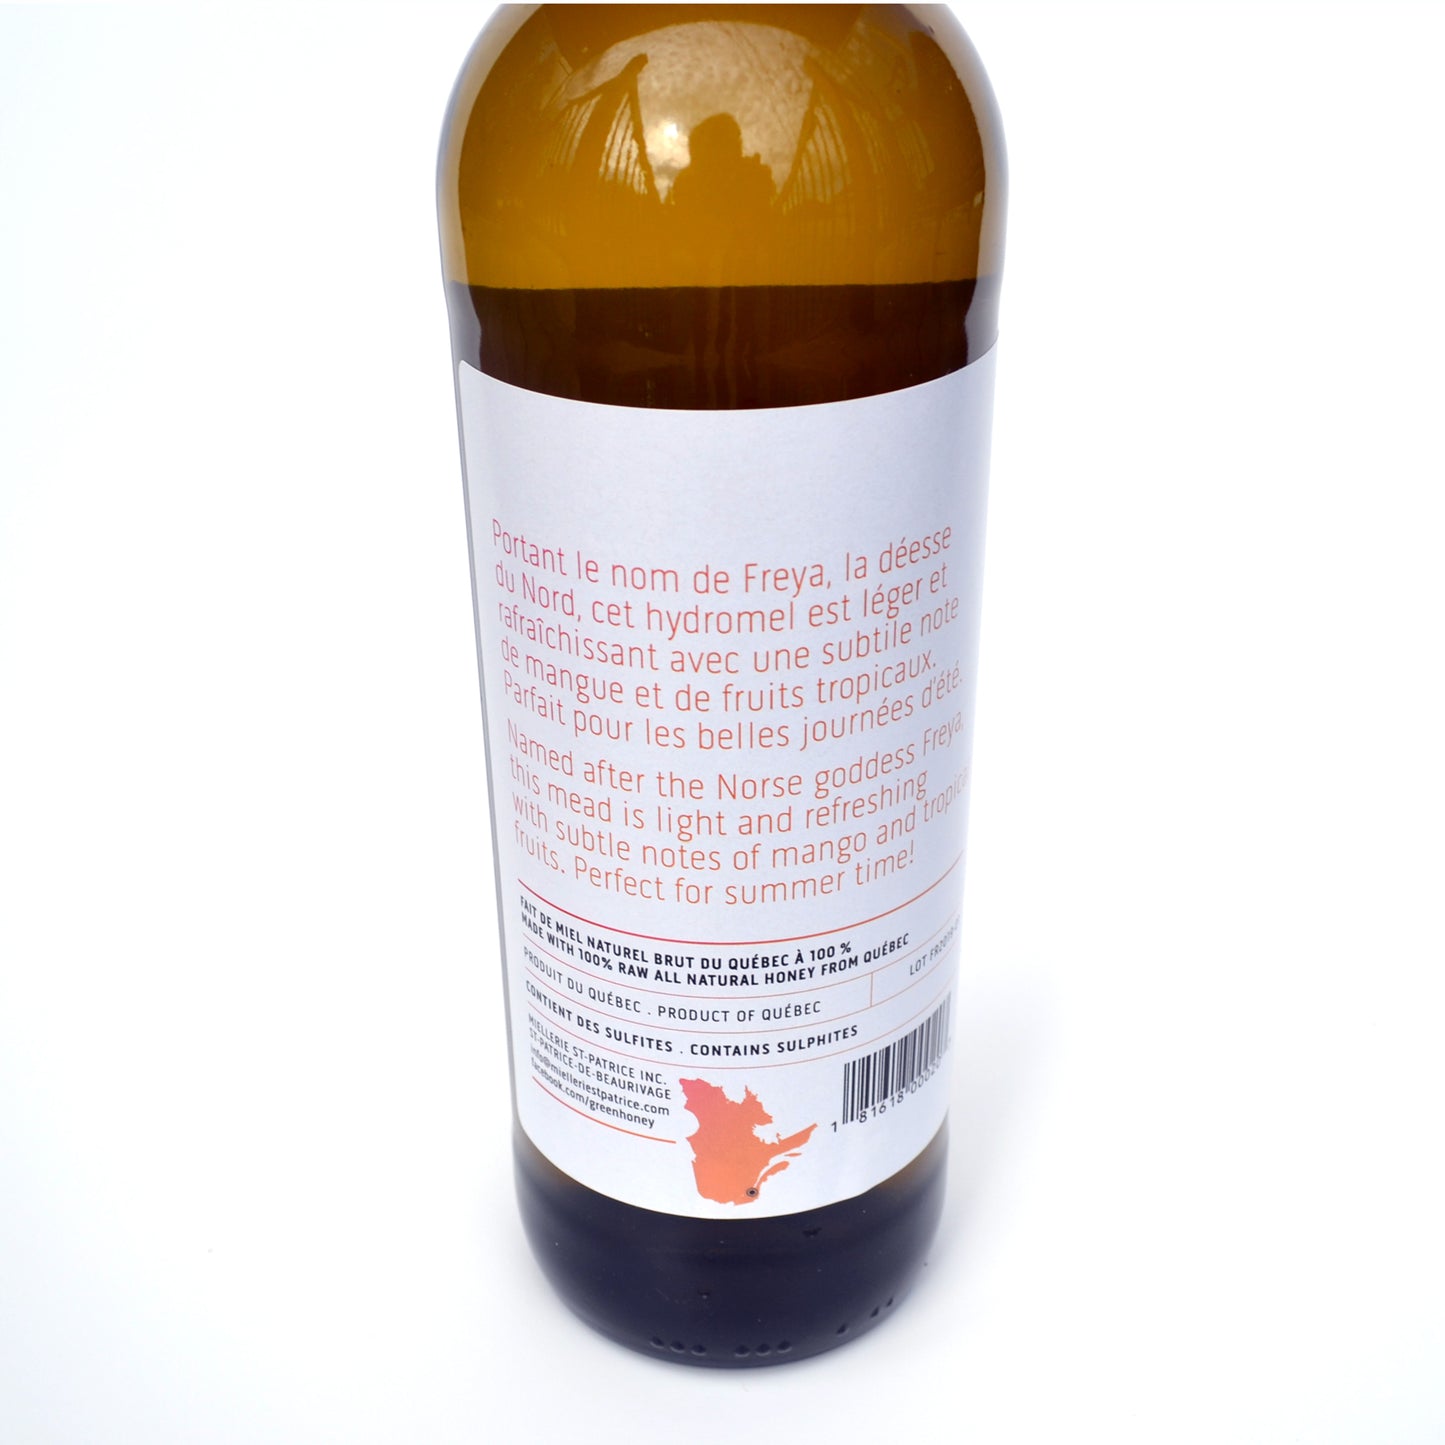 Portant le nom de Freya, la déesse
du Nord, cet hydromel est léger et
rafraîchissant avec une subtile note
de mangue et de fruits tropicaux.
Parfait pour les belles journées d'été.
Named after the Norse goddess Freya,
this mead is light and refreshing
with subtle notes of mango and tropica
fruits. Perfect for summer time!
FAIT DE MIEL NATUREL BRUT DU QUÉBEC À 100 %
MADE WITH 100% RAW ALL NATURAL HONEY FROM QUÉBEC
PRODUIT DU QUÉBEC . PRODUCT OF QUÉBEC
LOT
CONTIENT DES SULFITES . CONTAINS SULPHITES
MIELLERIE ST-PATRICE INC.
ST-PATRICE-DE-BEAURIVAGE
info@mielleriestpatrice.com
facebook.com/greenhoney
1 81618 000